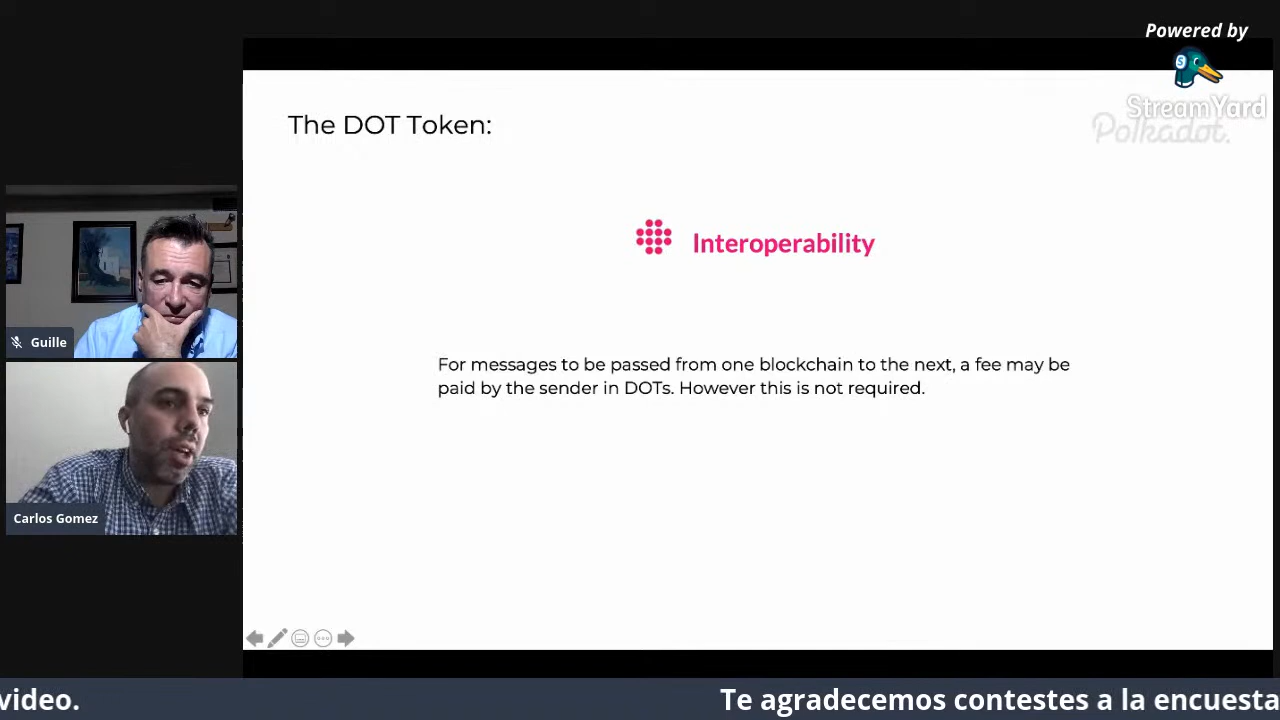 Powered by
StreamYard
Polkadot.
The DOT Token:
Interoperability
For messages to be passed from one blockchain to the next, a fee may be
paid by the sender in DOTs. However this is not required.
Guille
Carlos Gomez
video.
Te agradecemos contestes a la encuesta